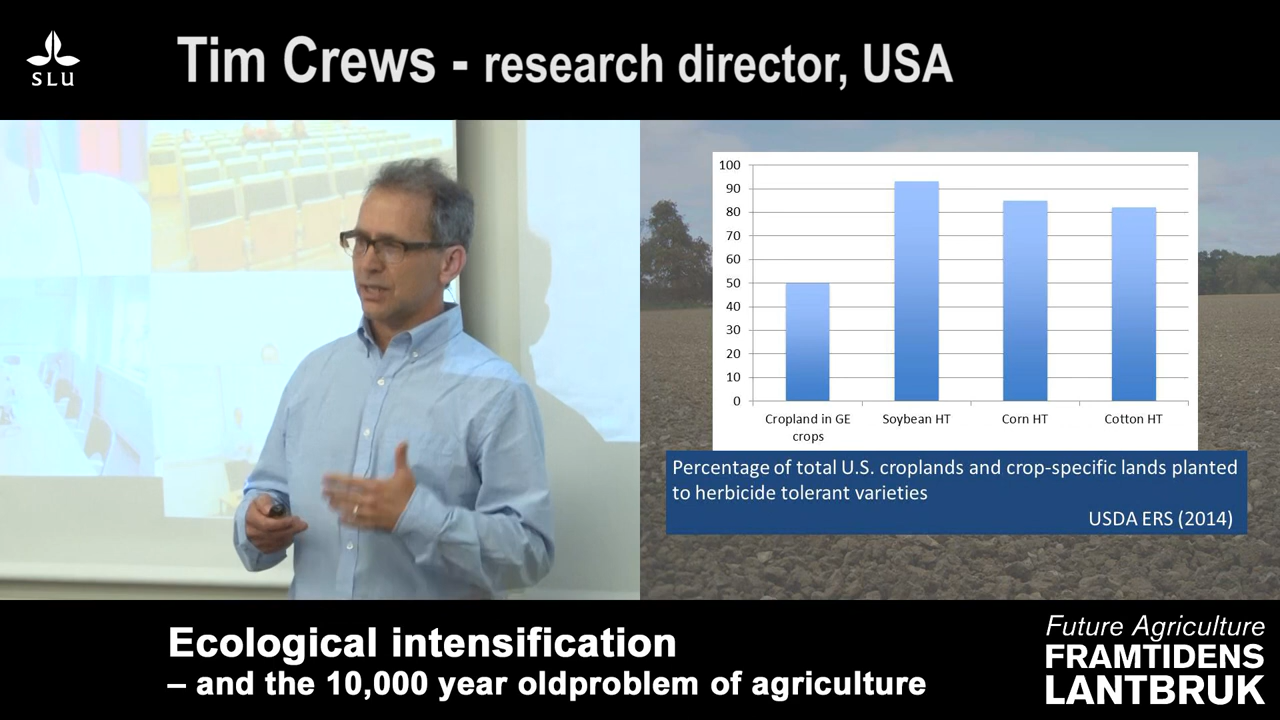 SLU
Tim Crews - research director, USA
100
90
80
70
60
50
40
30
20
10
0
Cropland in GE
crops
Soybean HT
Corn HT
Cotton HT
Percentage of total U.S. croplands and crop-specific lands planted
to herbicide tolerant varieties
USDA ERS (2014)
Ecological intensification
– and the 10,000 year oldproblem of agriculture
Future Agriculture
FRAMTIDENS
LANTBRUK